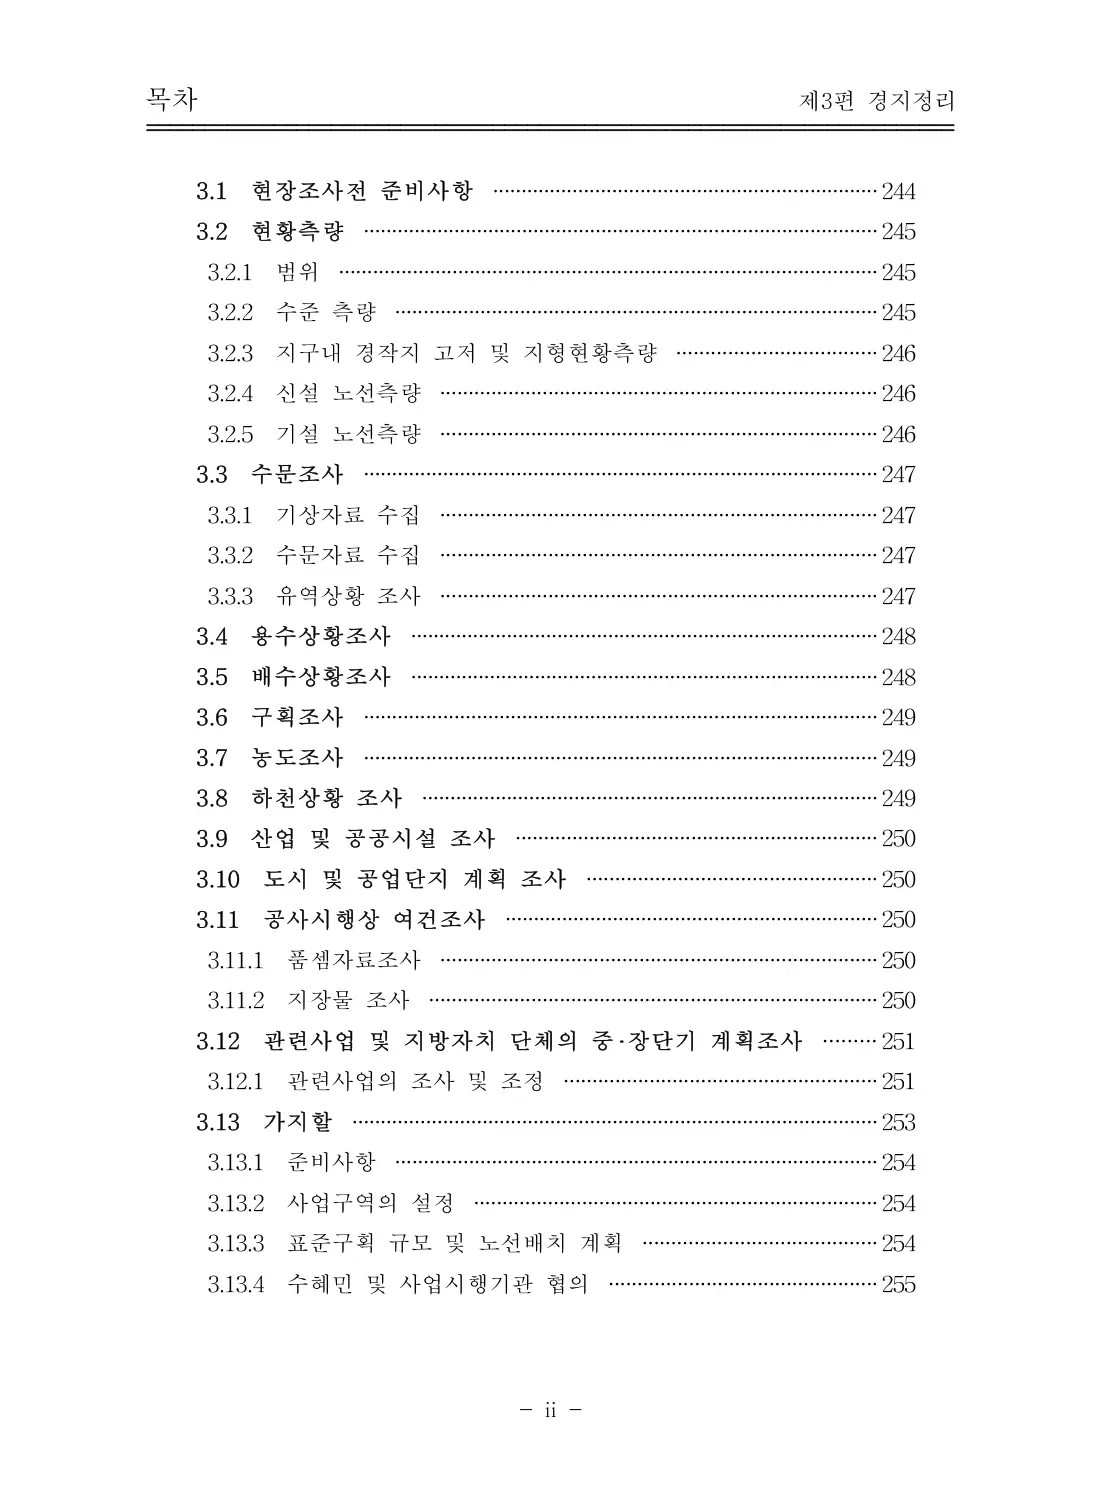 목차 제3편 경지정리
3.1 현장조사전 준비사항 ········ 244
3.2 현황측량 ········ 245
3.2.1 범위 ········ 245
3.2.2 수준 측량 ········ 245
3.2.3 지구내 경작지 고저 및 지형현황측량 ········ 246
3.2.4 신설 노선측량 ········ 246
3.2.5 기설 노선측량 ········ 246
3.3 수문조사 ········ 247
3.3.1 기상자료 수집 ········ 247
3.3.2 수문자료 수집 ········ 247
3.3.3 유역상황 조사 ········ 247
3.4 용수상황조사 ········ 248
3.5 배수상황조사 ········ 248
3.6 구획조사 ········ 249
3.7 농도조사 ········ 249
3.8 하천상황 조사 ········ 249
3.9 산업 및 공공시설 조사 ········ 250
3.10 도시 및 공업단지 계획 조사 ········ 250
3.11 공사시행상 여건조사 ········ 250
3.11.1 품셈자료조사 ········ 250
3.11.2 지장물 조사 ········ 250
3.12 관련사업 및 지방자치 단체의 중·장단기 계획조사 ········ 251
3.12.1 관련사업의 조사 및 조정 ········ 251
3.13 가지할 ········ 253
3.13.1 준비사항 ········ 254
3.13.2 사업구역의 설정 ········ 254
3.13.3 표준구획 규모 및 노선배치 계획 ········ 254
3.13.4 수혜민 및 사업시행기관 협의 ········ 255
- ii -